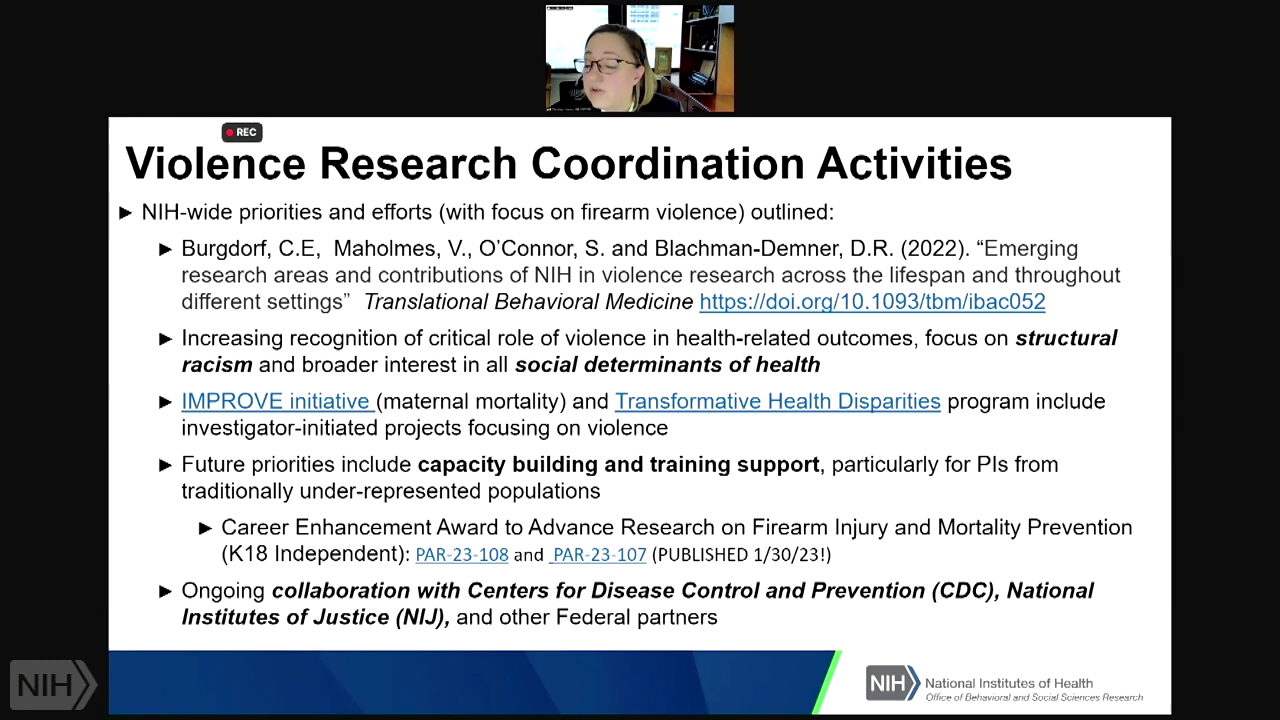 REC
Violence Research Coordination Activities
► NIH-wide priorities and efforts (with focus on firearm violence) outlined:
► Burgdorf, C.E, Maholmes, V., O’Connor, S. and Blachman-Demner, D.R. (2022). “Emerging
research areas and contributions of NIH in violence research across the lifespan and throughout
different settings” Translational Behavioral Medicine https://doi.org/10.1093/tbm/ibac052
► Increasing recognition of critical role of violence in health-related outcomes, focus on structural
racism and broader interest in all social determinants of health
► IMPROVE initiative (maternal mortality) and Transformative Health Disparities program include
investigator-initiated projects focusing on violence
► Future priorities include capacity building and training support, particularly for PIs from
traditionally under-represented populations
► Career Enhancement Award to Advance Research on Firearm Injury and Mortality Prevention
(K18 Independent): PAR-23-108 and PAR-23-107 (PUBLISHED 1/30/23!)
► Ongoing collaboration with Centers for Disease Control and Prevention (CDC), National
Institutes of Justice (NIJ), and other Federal partners
NIH
NIH
National Institutes of Health
Office of Behavioral and Social Sciences Research